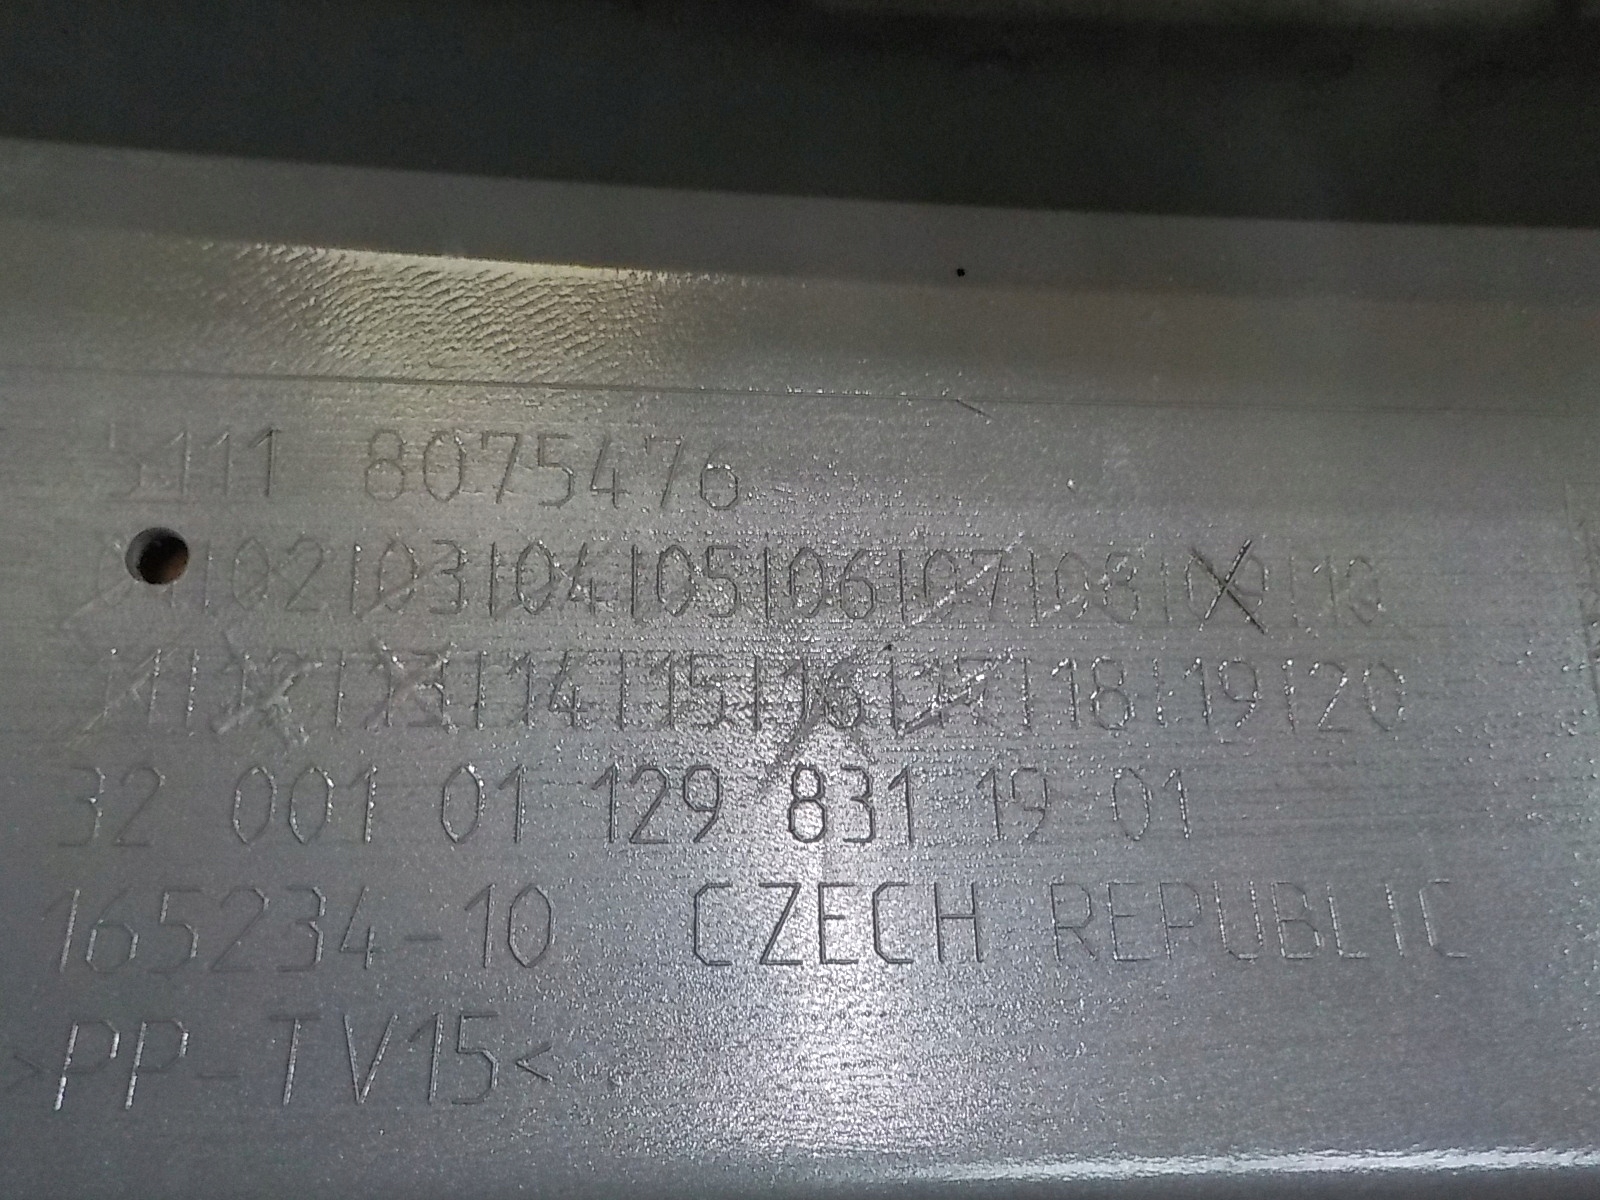 5111 8075476
01|02|03|04|05|06|07|08|09|10
11|12|13|14|15|16|17|18|19|20
32 001 01 129 831 19 01
165234-10 CZECH REPUBLIC
>PP-TV15<